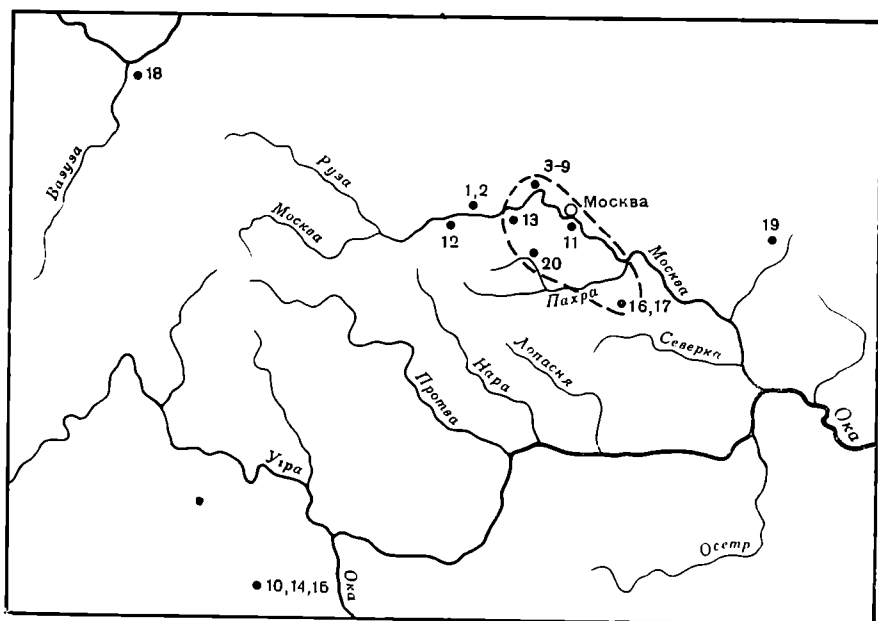 18
Вазуза
Руза
Москва
1,2
12
3-9
13
Москва
11
20
Пахра
16,17
Москва
19
Северка
Лопасня
Нара
Протва
Угра
Ока
Осетр
10,14,15
Ока